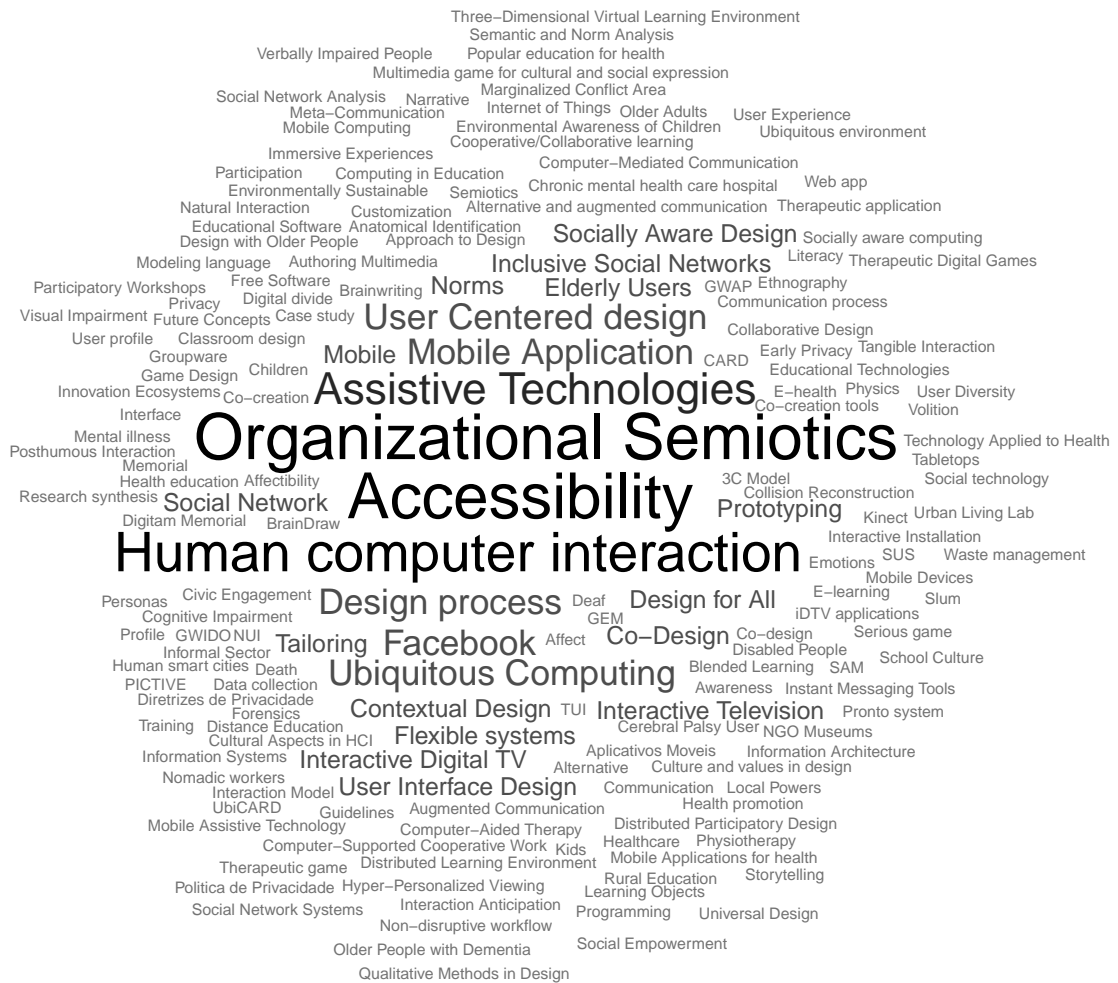 Three−Dimensional Virtual Learning Environment
Semantic and Norm Analysis
Verbally Impaired People Popular education for health
Multimedia game for cultural and social expression
Marginalized Conflict Area
Social Network Analysis Narrative
Internet of Things Older Adults User Experience
Meta−Communication
Mobile Computing Environmental Awareness of Children Ubiquitous environment
Cooperative/Collaborative learning
Immersive Experiences Computer−Mediated Communication
Participation Computing in Education
Environmentally Sustainable Semiotics Chronic mental health care hospital Web app
Natural Interaction Customization Alternative and augmented communication Therapeutic application
Educational Software Anatomical Identification
Design with Older People Approach to Design Socially Aware Design Socially aware computing
Modeling language Authoring Multimedia Inclusive Social Networks Literacy Therapeutic Digital Games
Participatory Workshops Free Software Brainwriting Norms Elderly Users GWAP Ethnography
Privacy Digital divide Communication process
Visual Impairment Future Concepts Case study User Centered design Collaborative Design
User profile Classroom design
Groupware Mobile Mobile Application CARD Early Privacy Tangible Interaction
Game Design Children Educational Technologies
Innovation Ecosystems Co−creation Assistive Technologies E−health Physics User Diversity
Interface Co−creation tools Volition
Mental illness Organizational Semiotics Technology Applied to Health
Posthumous Interaction Tabletops
Memorial
Health education Affectibility 3C Model Social technology
Research synthesis Social Network Accessibility Collision Reconstruction
Prototyping Kinect Urban Living Lab
Digitam Memorial BrainDraw
Interactive Installation
Human computer interaction Emotions SUS Waste management
Mobile Devices
Personas Civic Engagement Design process Deaf Design for All E−learning Slum
Cognitive Impairment GEM iDTV applications
Profile GWIDO NUI Tailoring Facebook Affect Co−Design Co−design Serious game
Informal Sector Disabled People
Human smart cities Death Ubiquitous Computing Blended Learning SAM School Culture
PICTIVE Data collection Awareness Instant Messaging Tools
Diretrizes de Privacidade
Forensics Contextual Design TUI Interactive Television Pronto system
Training Distance Education Cerebral Palsy User NGO Museums
Cultural Aspects in HCI Flexible systems
Information Systems Interactive Digital TV Aplicativos Moveis Information Architecture
Alternative Culture and values in design
Nomadic workers
Interaction Model User Interface Design Communication Local Powers
UbiCARD Guidelines Augmented Communication Health promotion
Mobile Assistive Technology Computer−Aided Therapy Distributed Participatory Design
Computer−Supported Cooperative Work Kids Healthcare Physiotherapy
Therapeutic game Distributed Learning Environment Mobile Applications for health
Rural Education Storytelling
Politica de Privacidade Hyper−Personalized Viewing Learning Objects
Social Network Systems Interaction Anticipation Programming Universal Design
Non−disruptive workflow
Older People with Dementia Social Empowerment
Qualitative Methods in Design